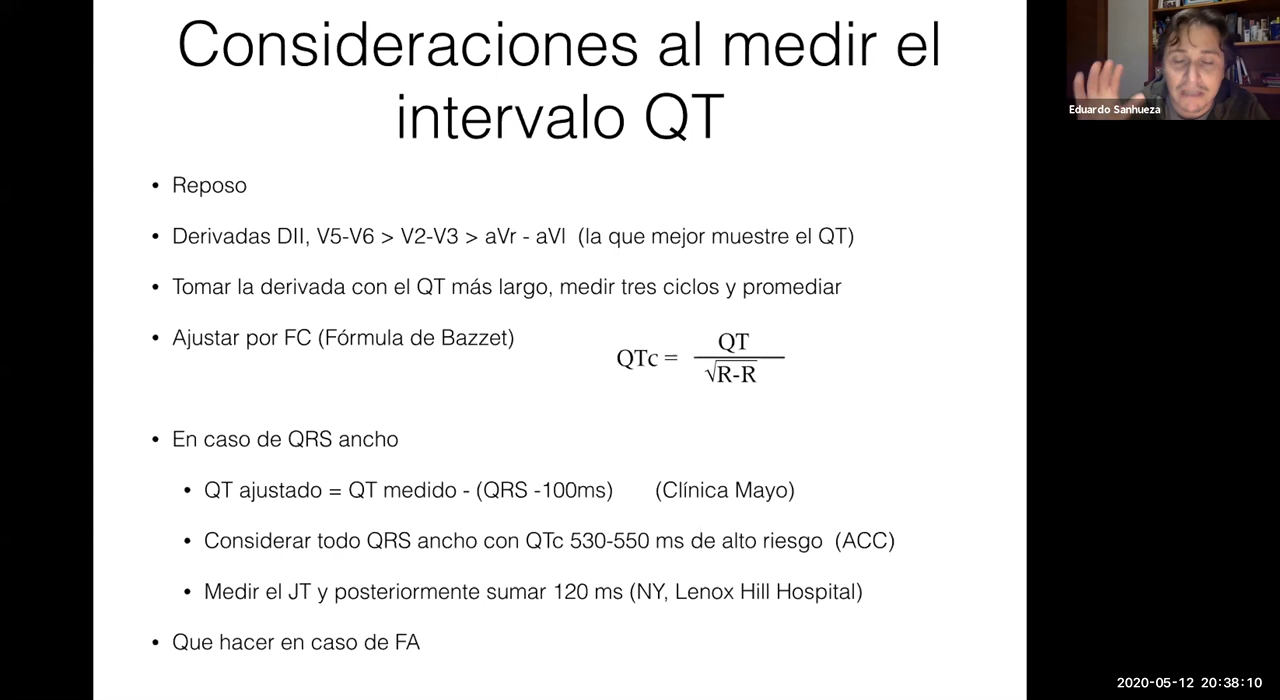 Consideraciones al medir el
intervalo QT
Eduardo Sanhueza
• Reposo
• Derivadas DII, V5-V6 > V2-V3 > aVr - aVl (la que mejor muestre el QT)
• Tomar la derivada con el QT más largo, medir tres ciclos y promediar
• Ajustar por FC (Fórmula de Bazzet)
QTc = QT
√R-R
• En caso de QRS ancho
• QT ajustado = QT medido - (QRS -100ms) (Clínica Mayo)
• Considerar todo QRS ancho con QTc 530-550 ms de alto riesgo (ACC)
• Medir el JT y posteriormente sumar 120 ms (NY, Lenox Hill Hospital)
• Que hacer en caso de FA
2020-05-12 20:38:10